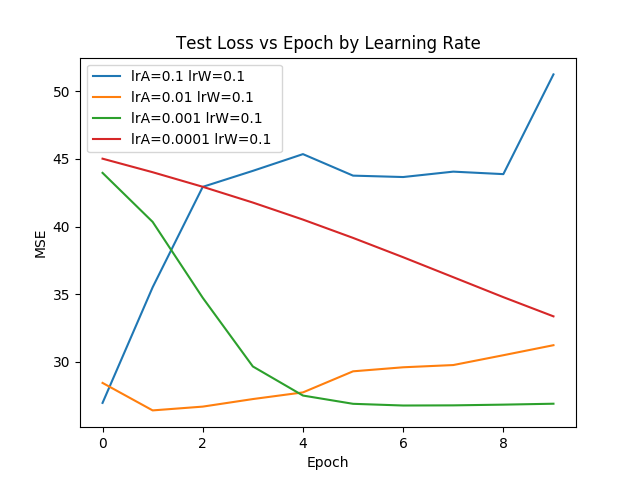 Test Loss vs Epoch by Learning Rate
lrA=0.1 lrW=0.1
lrA=0.01 lrW=0.1
lrA=0.001 lrW=0.1
lrA=0.0001 lrW=0.1
50
45
40
35
30
MSE
0 2 4 6 8
Epoch